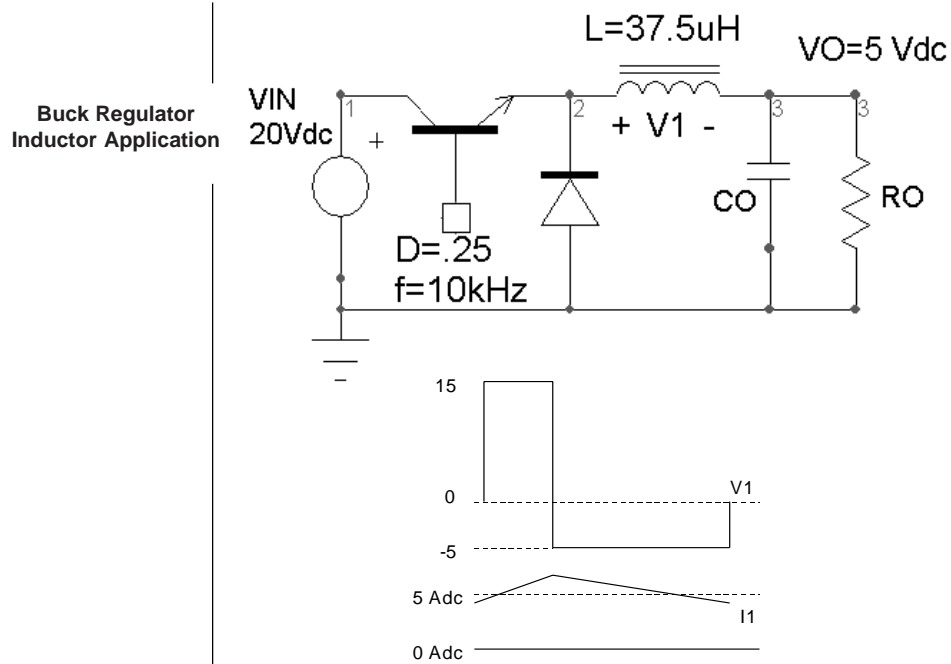 Buck Regulator
Inductor Application
L=37.5uH
VO=5 Vdc
VIN
20Vdc
1
+
2
+ V1 -
3
3
CO
RO
D=.25
f=10kHz
15
0
V1
-5
5 Adc
I1
0 Adc